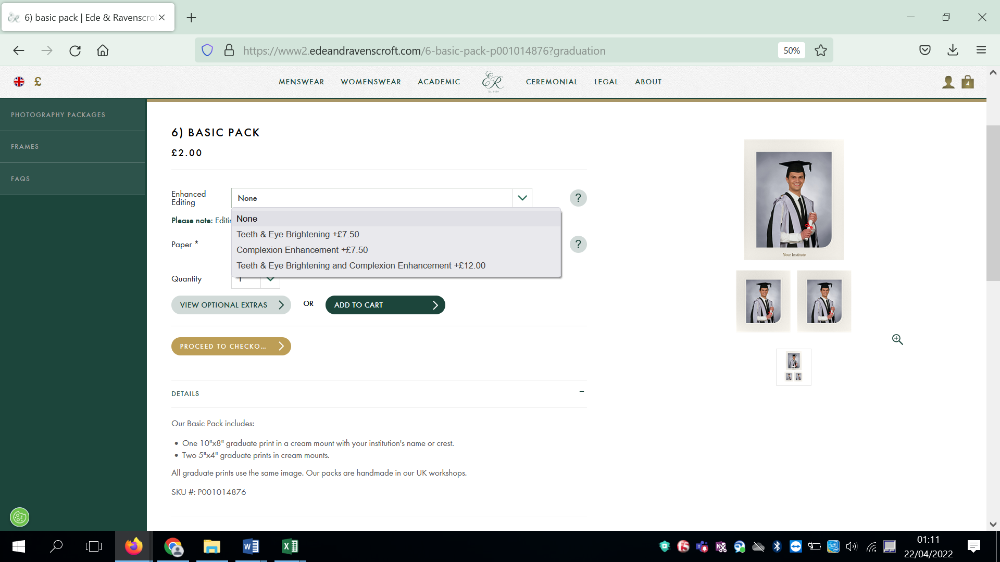 6) basic pack | Ede & Ravenscro
https://www2.edeandravenscroft.com/6-basic-pack-p001014876?graduation
50%
£
MENSWEAR
WOMENSWEAR
ACADEMIC
ER
CEREMONIAL
LEGAL
ABOUT
4
PHOTOGRAPHY PACKAGES
FRAMES
FAQS
6) BASIC PACK
£2.00
Enhanced
Editing
None
?
None
Teeth & Eye Brightening +£7.50
Complexion Enhancement +£7.50
Teeth & Eye Brightening and Complexion Enhancement +£12.00
Please note: Editin
Paper *
?
Quantity
1
VIEW OPTIONAL EXTRAS
OR
ADD TO CART
PROCEED TO CHECKO...
DETAILS
Our Basic Pack includes:
• One 10"x8" graduate print in a cream mount with your institution's name or crest.
• Two 5"x4" graduate prints in cream mounts.
All graduate prints use the same image. Our packs are handmade in our UK workshops.
SKU #: P001014876
Your Institute
01:11
22/04/2022